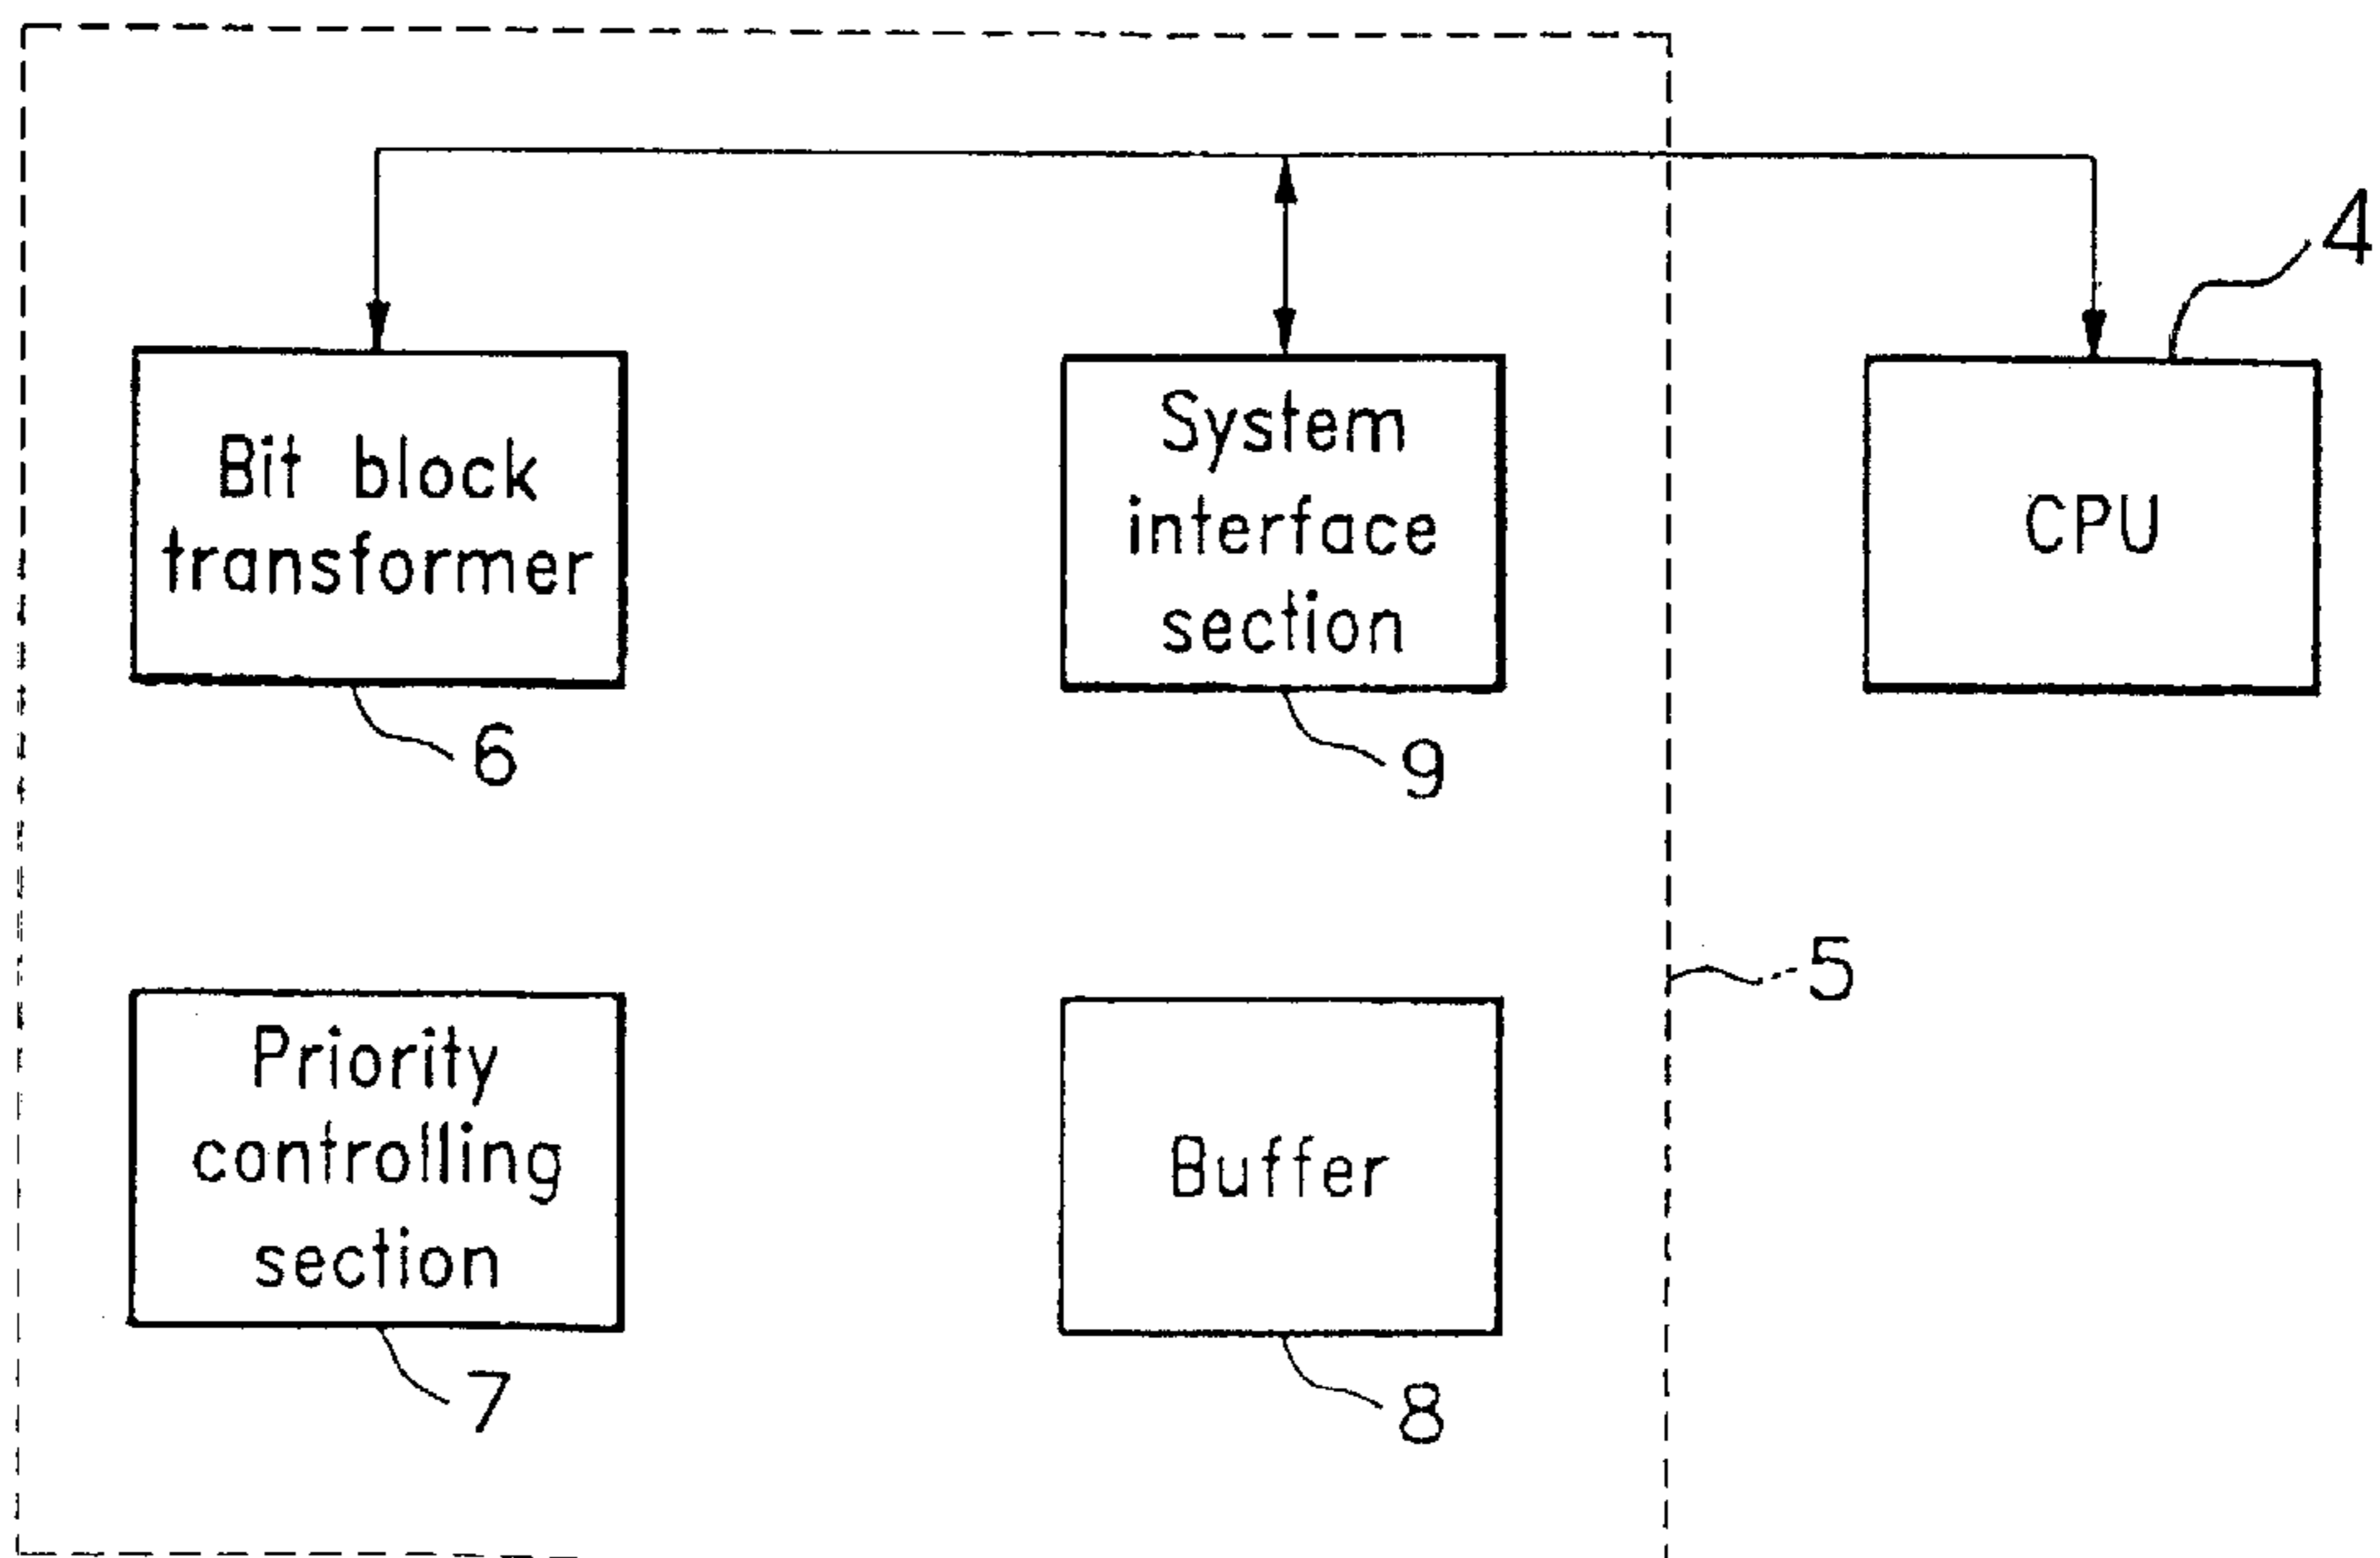 4
Bit block
transformer
System
interface
section
CPU
6
9
5
Priority
controlling
section
Buffer
7
8